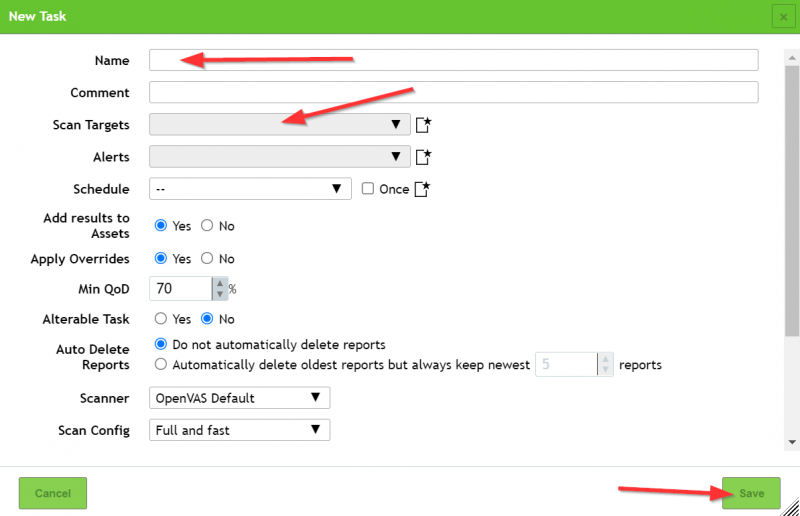 New Task
Name
Comment
Scan Targets
Alerts
Schedule -- Once
Add results to
Assets
Yes No
Apply Overrides Yes No
Min QoD 70 %
Alterable Task Yes No
Auto Delete
Reports
Do not automatically delete reports
Automatically delete oldest reports but always keep newest 5 reports
Scanner OpenVAS Default
Scan Config Full and fast
Cancel Save